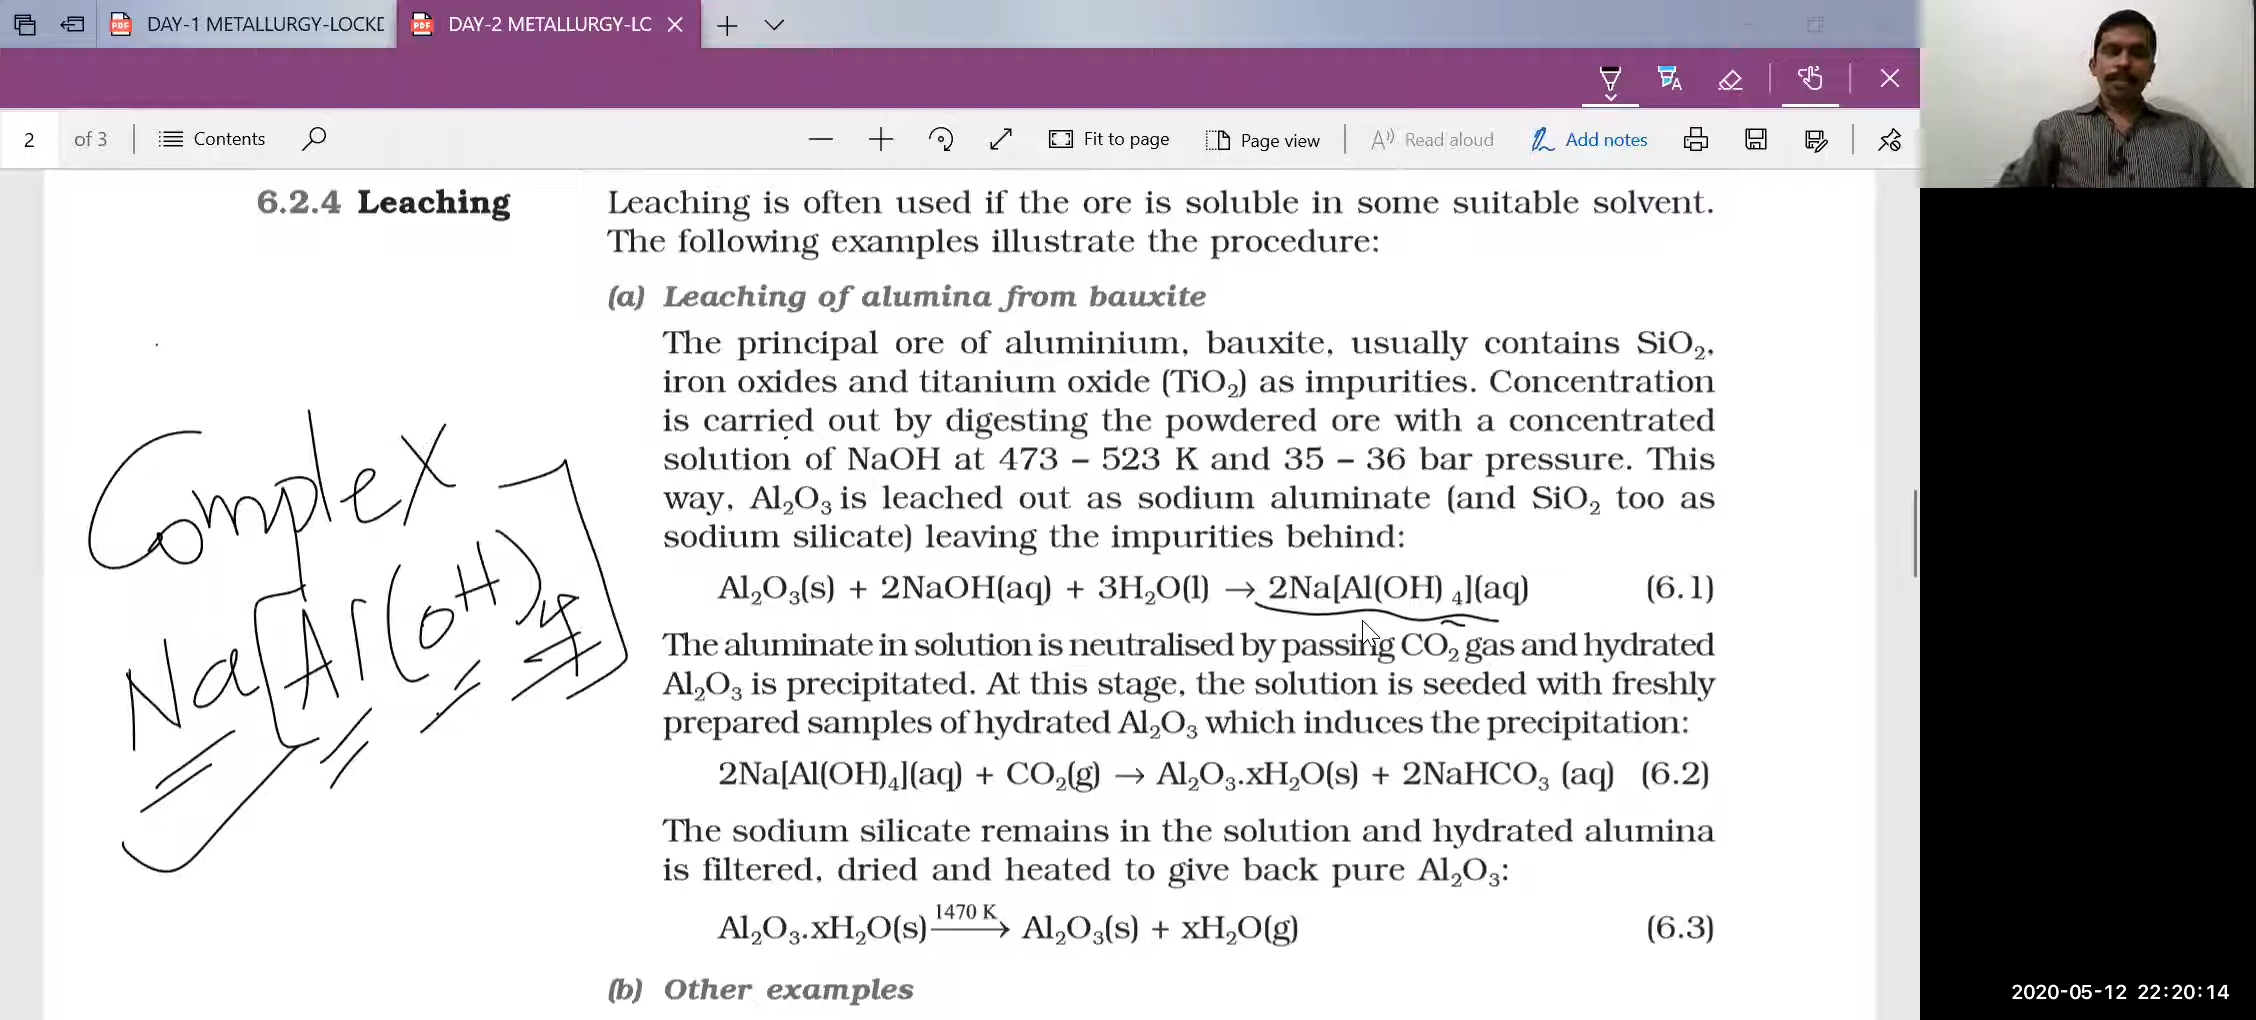 DAY-1 METALLURGY-LOCKE
DAY-2 METALLURGY-LC
2 of 3 Contents Fit to page Page view Read aloud Add notes
6.2.4 Leaching
Leaching is often used if the ore is soluble in some suitable solvent.
The following examples illustrate the procedure:
(a) Leaching of alumina from bauxite
The principal ore of aluminium, bauxite, usually contains SiO₂,
iron oxides and titanium oxide (TiO₂) as impurities. Concentration
is carried out by digesting the powdered ore with a concentrated
solution of NaOH at 473 – 523 K and 35 – 36 bar pressure. This
way, Al₂O₃ is leached out as sodium aluminate (and SiO₂ too as
sodium silicate) leaving the impurities behind:
Al₂O₃(s) + 2NaOH(aq) + 3H₂O(l) → 2Na[Al(OH)₄](aq) (6.1)
The aluminate in solution is neutralised by passing CO₂ gas and hydrated
Al₂O₃ is precipitated. At this stage, the solution is seeded with freshly
prepared samples of hydrated Al₂O₃ which induces the precipitation:
2Na[Al(OH)₄](aq) + CO₂(g) → Al₂O₃.xH₂O(s) + 2NaHCO₃ (aq) (6.2)
The sodium silicate remains in the solution and hydrated alumina
is filtered, dried and heated to give back pure Al₂O₃:
1470 K
Al₂O₃.xH₂O(s) → Al₂O₃(s) + xH₂O(g) (6.3)
(b) Other examples
Complex
Na[Al(OH)₄]
2020-05-12 22:20:14